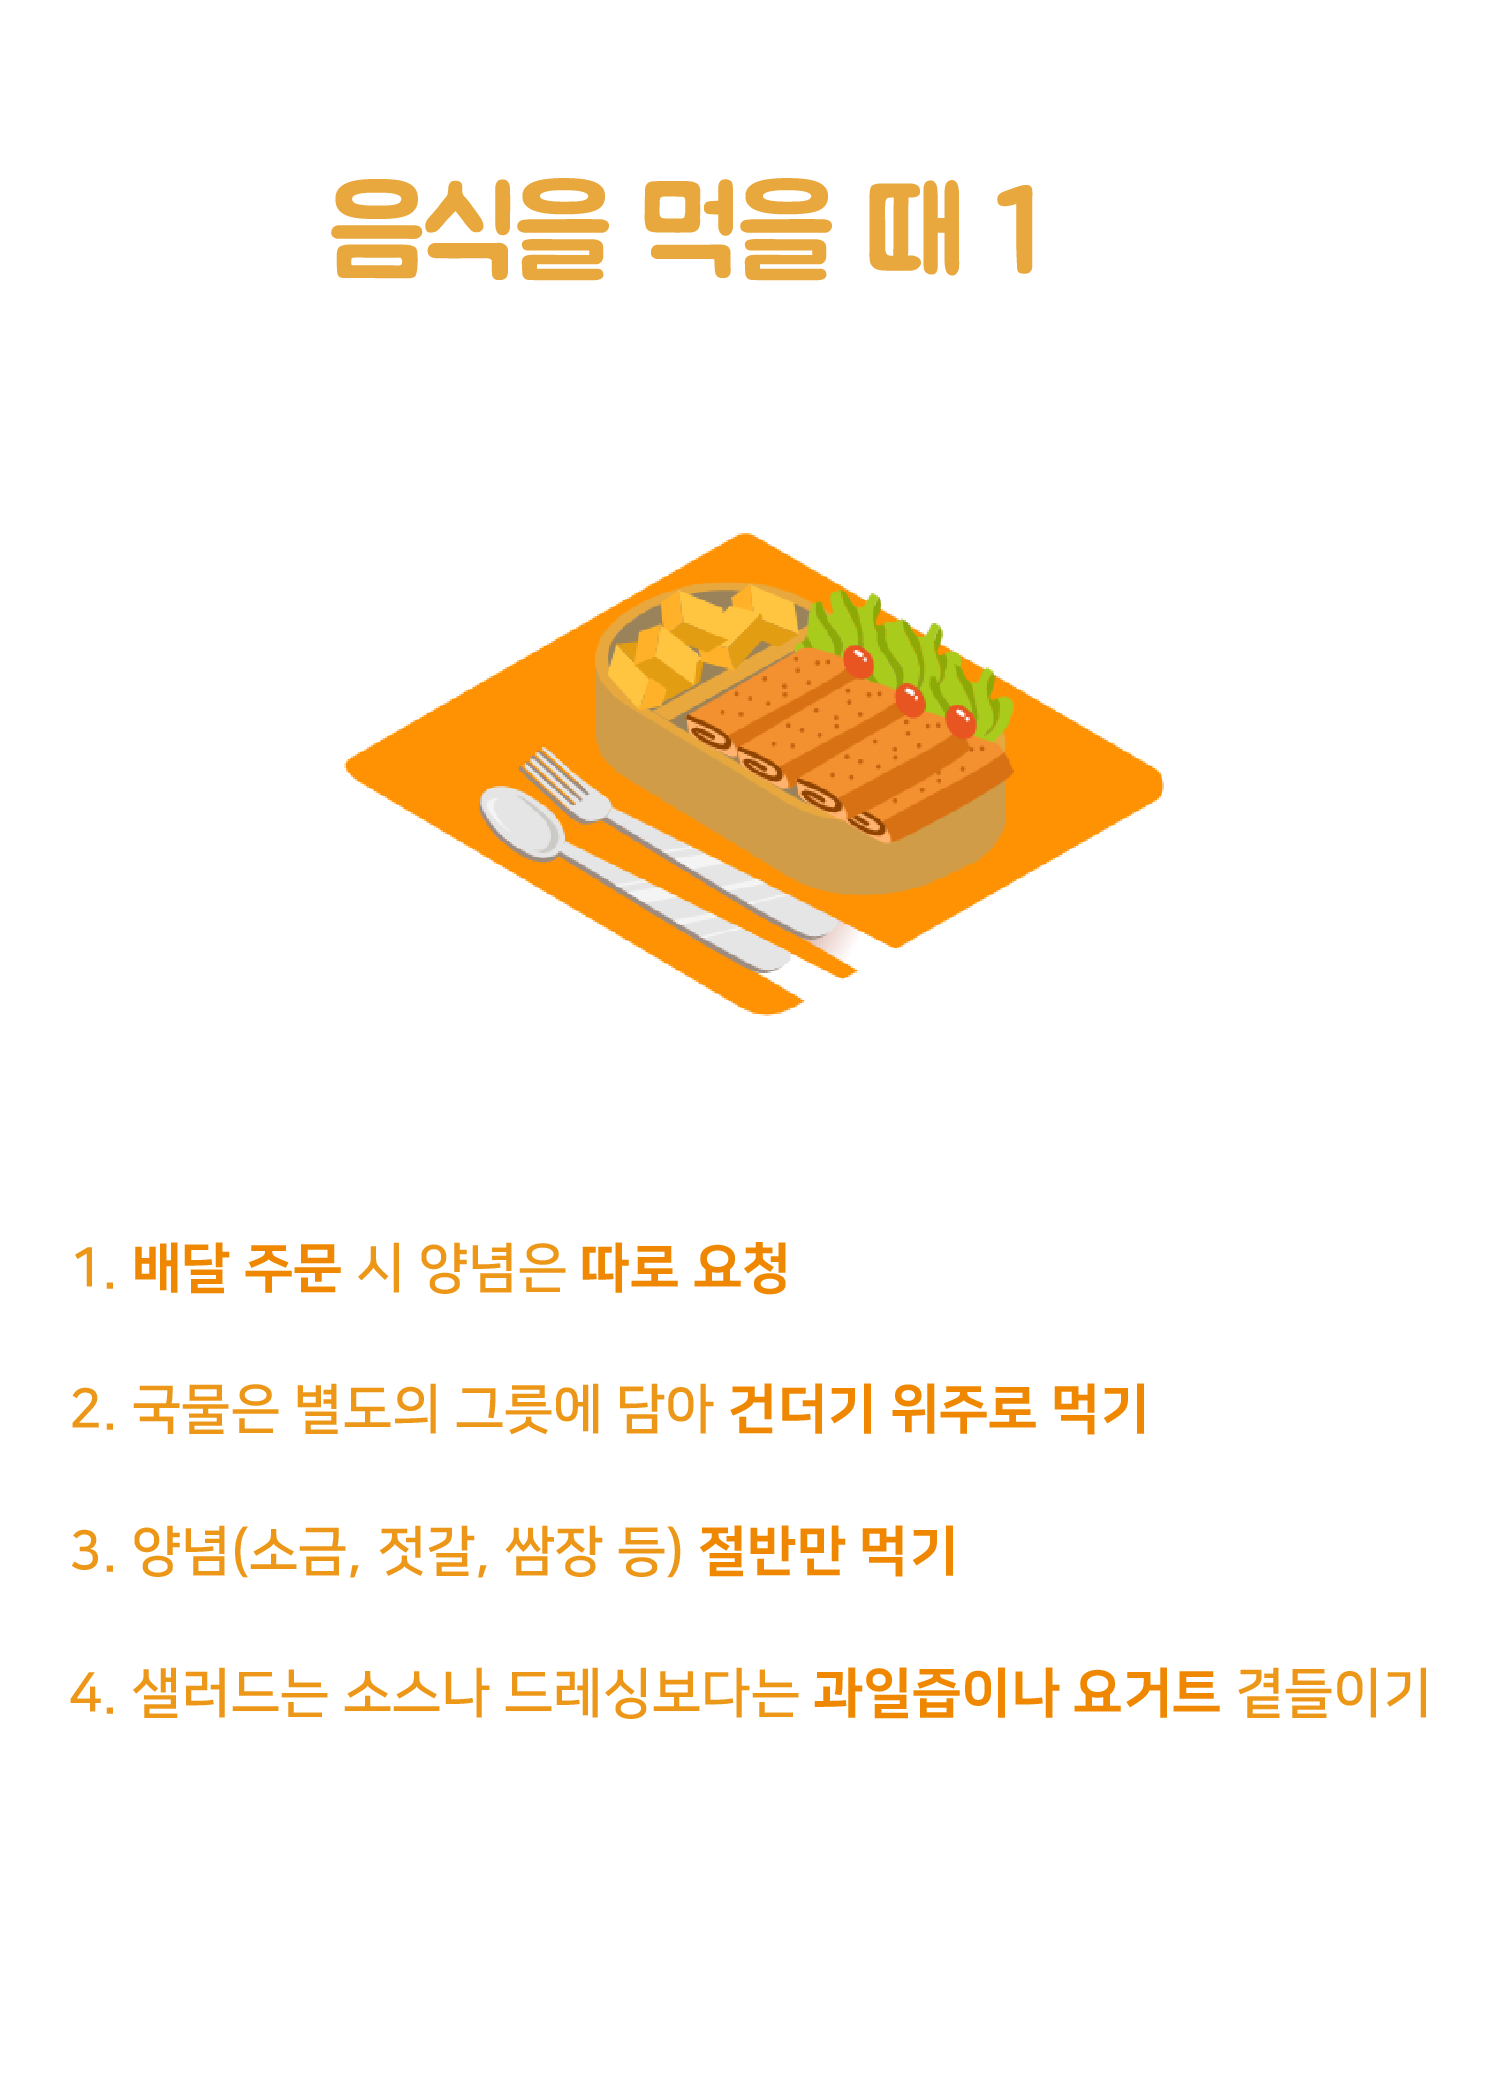 음식을 먹을 때 1
1. 배달 주문 시 양념은 따로 요청
2. 국물은 별도의 그릇에 담아 건더기 위주로 먹기
3. 양념(소금, 젓갈, 쌈장 등) 절반만 먹기
4. 샐러드는 소스나 드레싱보다는 과일즙이나 요거트 곁들이기